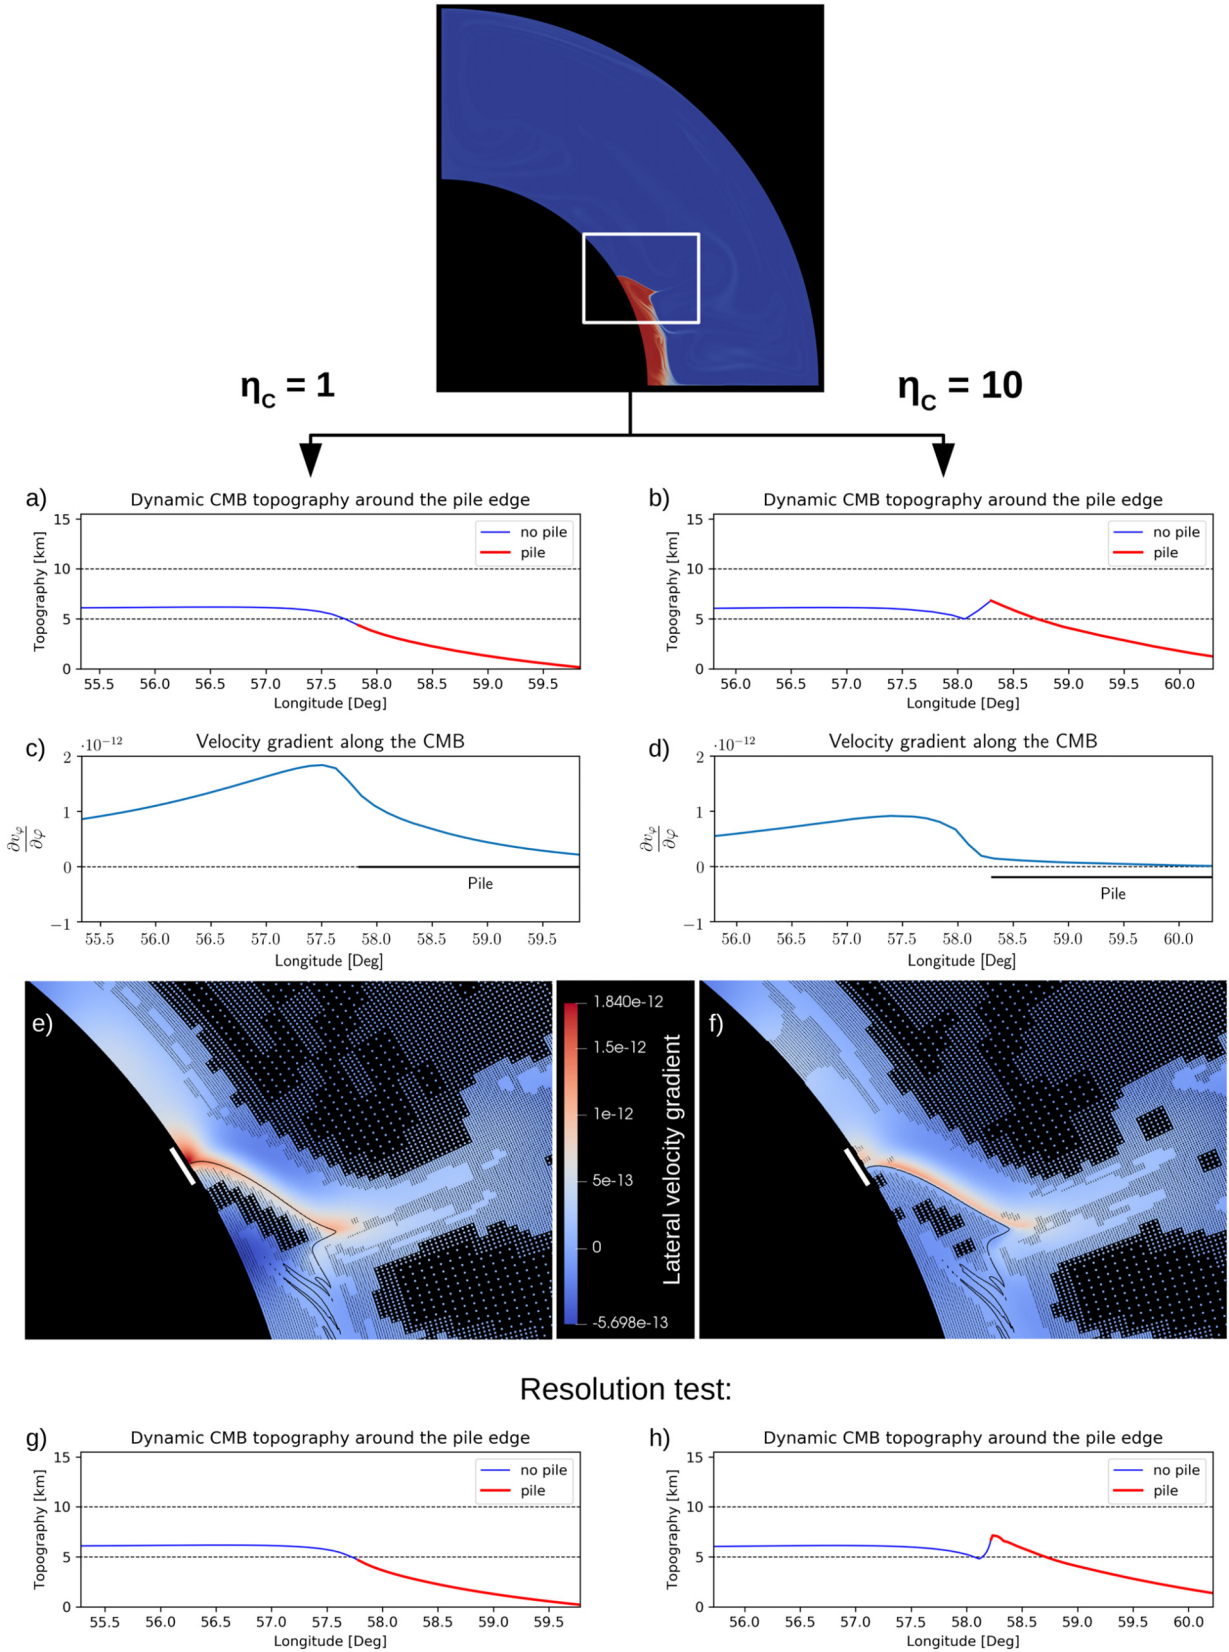 η_C = 1
η_C = 10
a)
Dynamic CMB topography around the pile edge
Topography [km]
15
10
5
0
no pile
pile
55.5 56.0 56.5 57.0 57.5 58.0 58.5 59.0 59.5
Longitude [Deg]
b)
Dynamic CMB topography around the pile edge
Topography [km]
15
10
5
0
no pile
pile
56.0 56.5 57.0 57.5 58.0 58.5 59.0 59.5 60.0
Longitude [Deg]
c)
·10⁻¹²
Velocity gradient along the CMB
∂v_φ/∂φ
2
1
0
−1
Pile
55.5 56.0 56.5 57.0 57.5 58.0 58.5 59.0 59.5
Longitude [Deg]
d)
·10⁻¹²
Velocity gradient along the CMB
∂v_φ/∂φ
2
1
0
−1
Pile
56.0 56.5 57.0 57.5 58.0 58.5 59.0 59.5 60.0
Longitude [Deg]
e)
1.840e-12
1.5e-12
1e-12
5e-13
0
-5.698e-13
Lateral velocity gradient
f)
Resolution test:
g)
Dynamic CMB topography around the pile edge
Topography [km]
15
10
5
0
no pile
pile
55.5 56.0 56.5 57.0 57.5 58.0 58.5 59.0 59.5
Longitude [Deg]
h)
Dynamic CMB topography around the pile edge
Topography [km]
15
10
5
0
no pile
pile
56.0 56.5 57.0 57.5 58.0 58.5 59.0 59.5 60.0
Longitude [Deg]